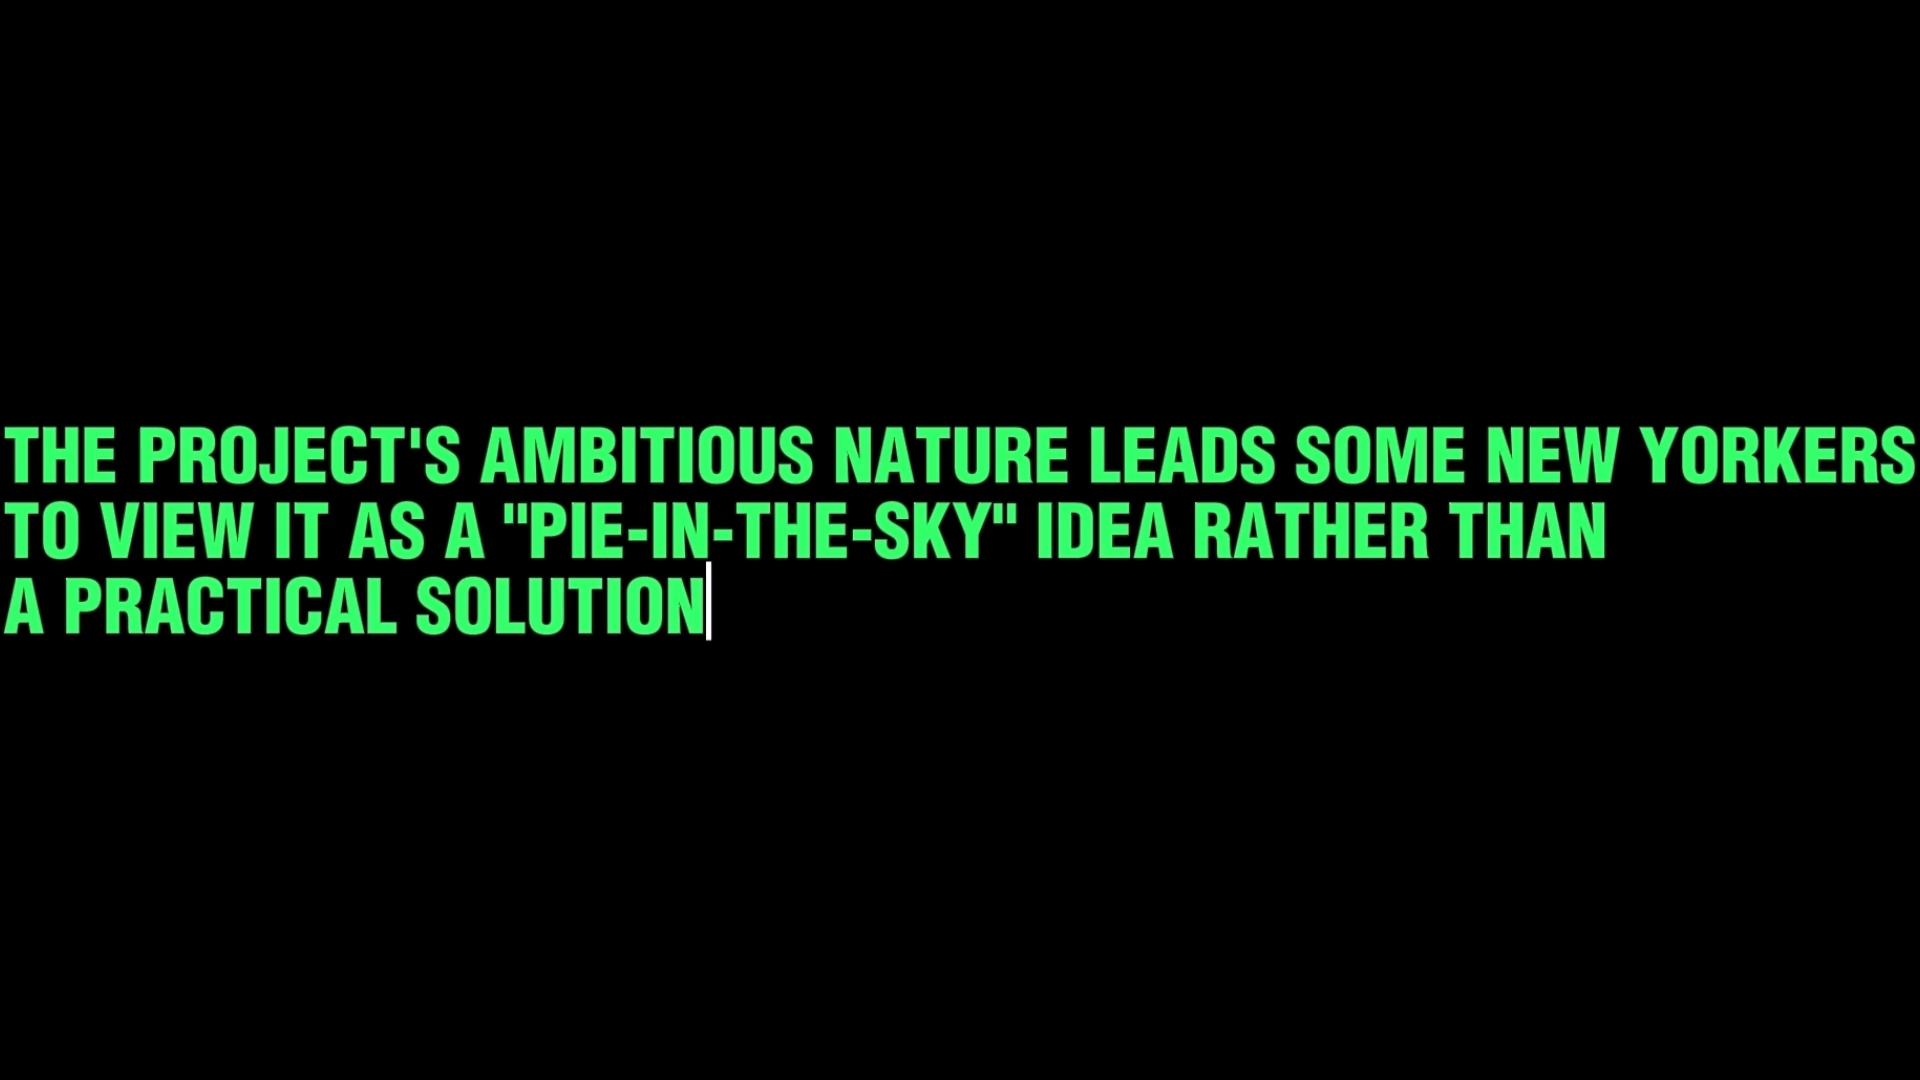 THE PROJECT'S AMBITIOUS NATURE LEADS SOME NEW YORKERS
TO VIEW IT AS A "PIE-IN-THE-SKY" IDEA RATHER THAN
A PRACTICAL SOLUTION